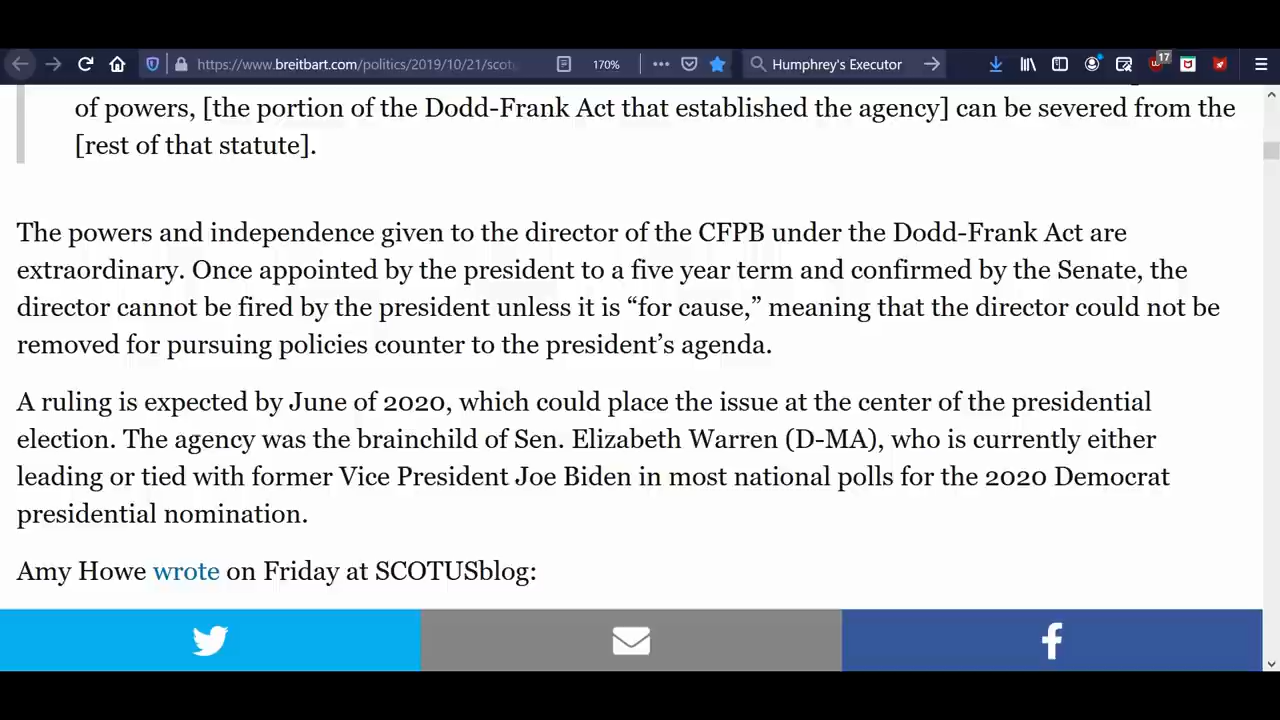 https://www.breitbart.com/politics/2019/10/21/scotu
170%
Humphrey's Executor
17
of powers, [the portion of the Dodd-Frank Act that established the agency] can be severed from the
[rest of that statute].
The powers and independence given to the director of the CFPB under the Dodd-Frank Act are
extraordinary. Once appointed by the president to a five year term and confirmed by the Senate, the
director cannot be fired by the president unless it is “for cause,” meaning that the director could not be
removed for pursuing policies counter to the president’s agenda.
A ruling is expected by June of 2020, which could place the issue at the center of the presidential
election. The agency was the brainchild of Sen. Elizabeth Warren (D-MA), who is currently either
leading or tied with former Vice President Joe Biden in most national polls for the 2020 Democrat
presidential nomination.
Amy Howe wrote on Friday at SCOTUSblog: